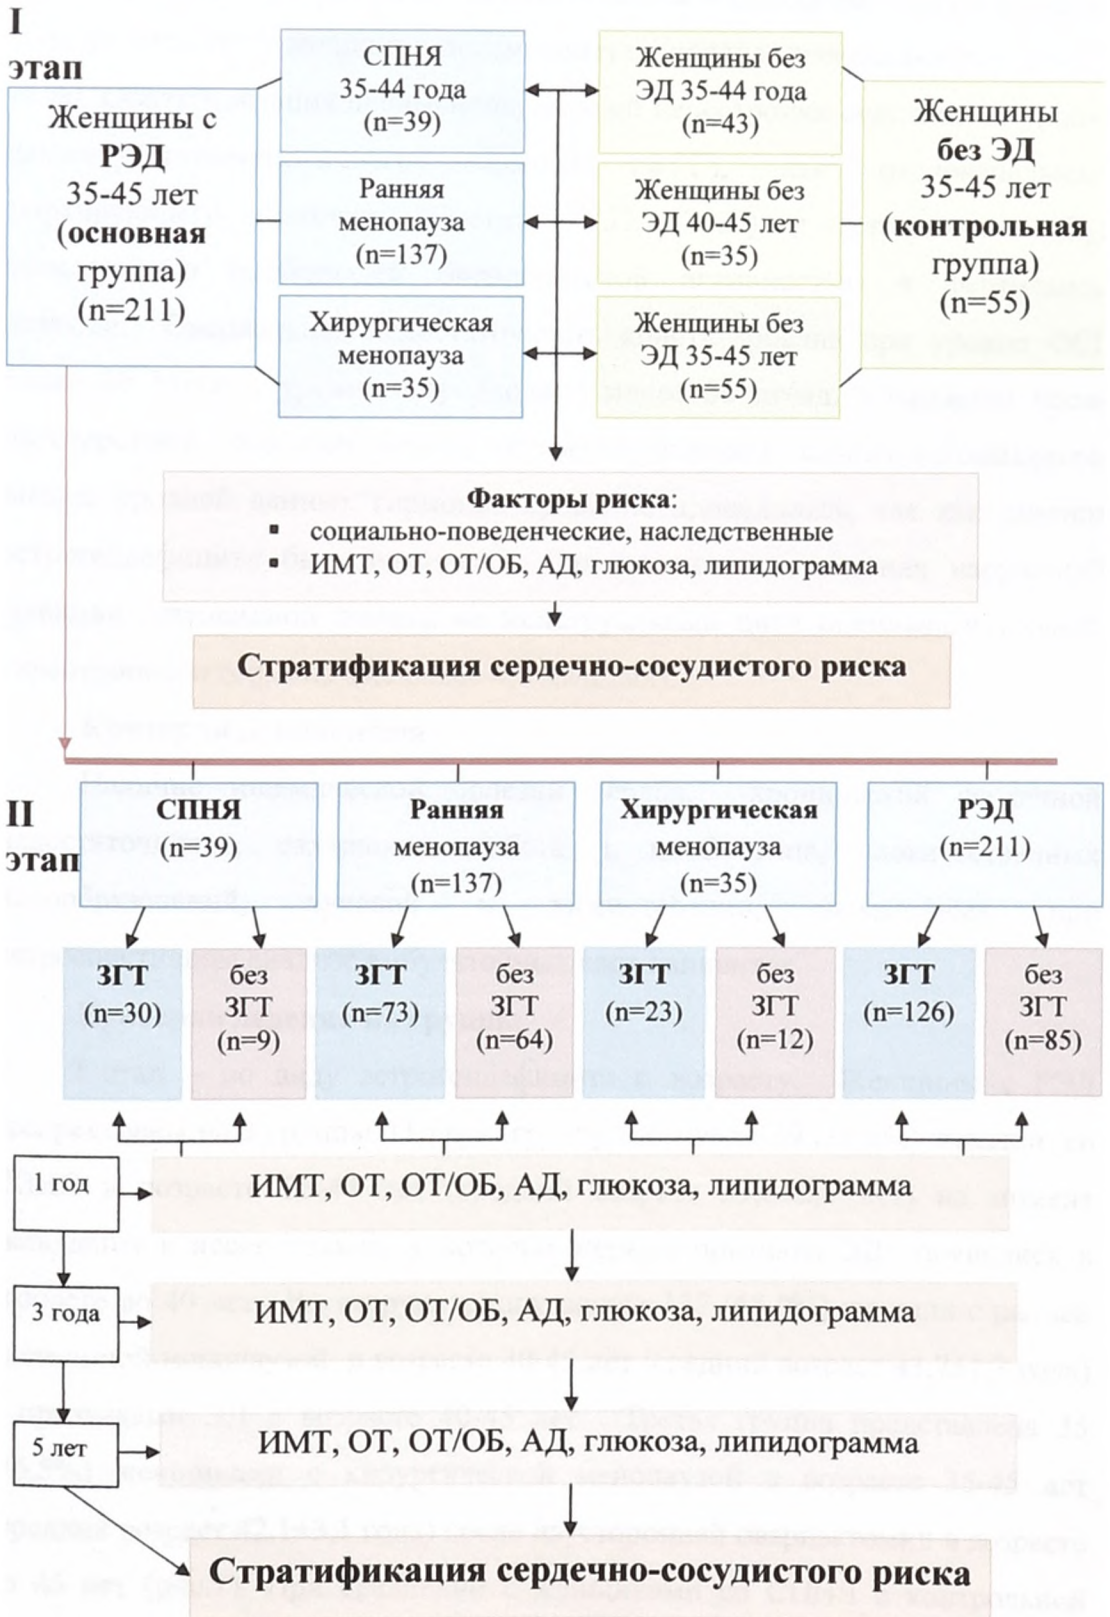 I
этап
Женщины с
РЭД
35-45 лет
(основная
группа)
(n=211)
СПНЯ
35-44 года
(n=39)
Ранняя
менопауза
(n=137)
Хирургическая
менопауза
(n=35)
Женщины без
ЭД 35-44 года
(n=43)
Женщины без
ЭД 40-45 лет
(n=35)
Женщины без
ЭД 35-45 лет
(n=55)
Женщины
без ЭД
35-45 лет
(контрольная
группа)
(n=55)
Факторы риска:
▪ социально-поведенческие, наследственные
▪ ИМТ, ОТ, ОТ/ОБ, АД, глюкоза, липидограмма
Стратификация сердечно-сосудистого риска
II
этап
СПНЯ
(n=39)
Ранняя
менопауза
(n=137)
Хирургическая
менопауза
(n=35)
РЭД
(n=211)
ЗГТ
(n=30)
без
ЗГТ
(n=9)
ЗГТ
(n=73)
без
ЗГТ
(n=64)
ЗГТ
(n=23)
без
ЗГТ
(n=12)
ЗГТ
(n=126)
без
ЗГТ
(n=85)
1 год
ИМТ, ОТ, ОТ/ОБ, АД, глюкоза, липидограмма
3 года
ИМТ, ОТ, ОТ/ОБ, АД, глюкоза, липидограмма
5 лет
ИМТ, ОТ, ОТ/ОБ, АД, глюкоза, липидограмма
Стратификация сердечно-сосудистого риска